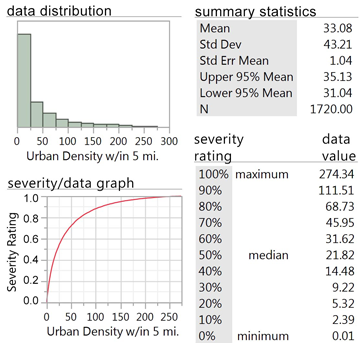 data distribution
0 50 100 150 200 250 300
Urban Density w/in 5 mi.
severity/data graph
Severity Rating
1.0
0.8
0.6
0.4
0.2
0.0
0 50 100 150 200 250
Urban Density w/in 5 mi.
summary statistics
Mean 33.08
Std Dev 43.21
Std Err Mean 1.04
Upper 95% Mean 35.13
Lower 95% Mean 31.04
N 1720.00
severity data
rating value
100% maximum 274.34
90% 111.51
80% 68.73
70% 45.95
60% 31.62
50% median 21.82
40% 14.48
30% 9.22
20% 5.32
10% 2.39
0% minimum 0.01